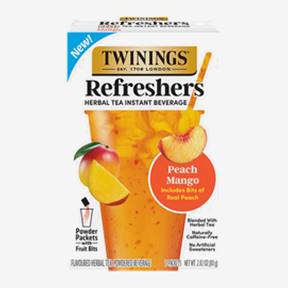 New!
TWININGS
EST. 1706 LONDON
Refreshers
HERBAL TEA INSTANT BEVERAGE
Peach
Mango
Includes Bits of
Real Peach
Powder
Packets
with
Fruit Bits
Blended With
Herbal Tea
Naturally
Caffeine-Free
No Artificial
Sweeteners
FLAVOURED HERBAL TEA POWDERED BEVERAGE
PACKETS NET WT. 2.82 OZ (80 g)